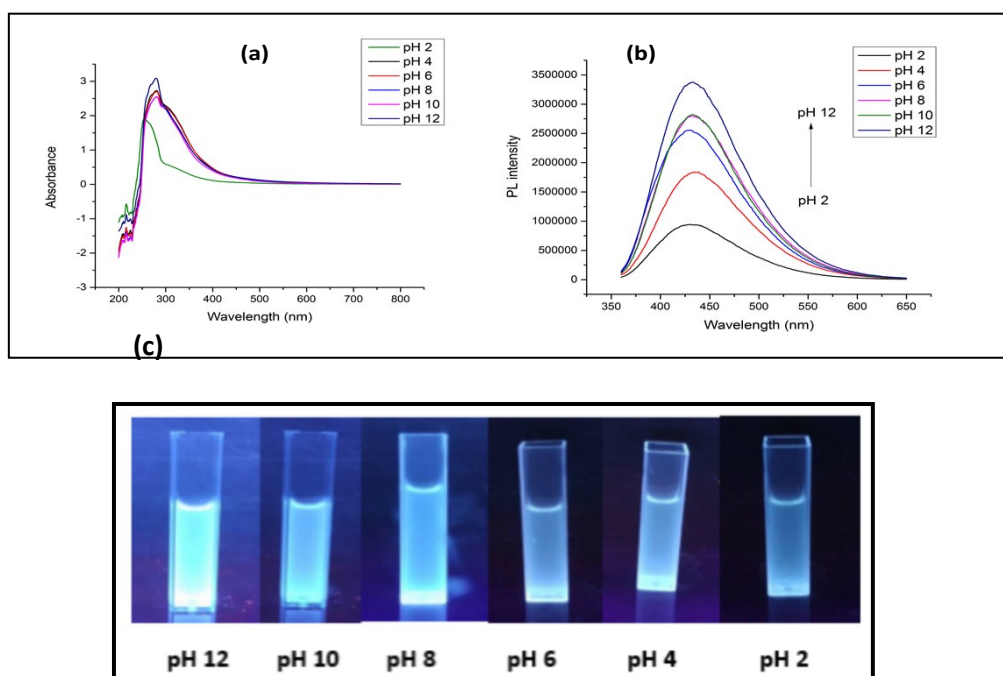 (a)
pH 2
pH 4
pH 6
pH 8
pH 10
pH 12
Absorbance
3
2
1
0
-1
-2
-3
200 300 400 500 600 700 800
Wavelength (nm)
(b)
pH 2
pH 4
pH 6
pH 8
pH 10
pH 12
PL intensity
3500000
3000000
2500000
2000000
1500000
1000000
500000
0
pH 12
pH 2
350 400 450 500 550 600 650
Wavelength (nm)
(c)
pH 12 pH 10 pH 8 pH 6 pH 4 pH 2